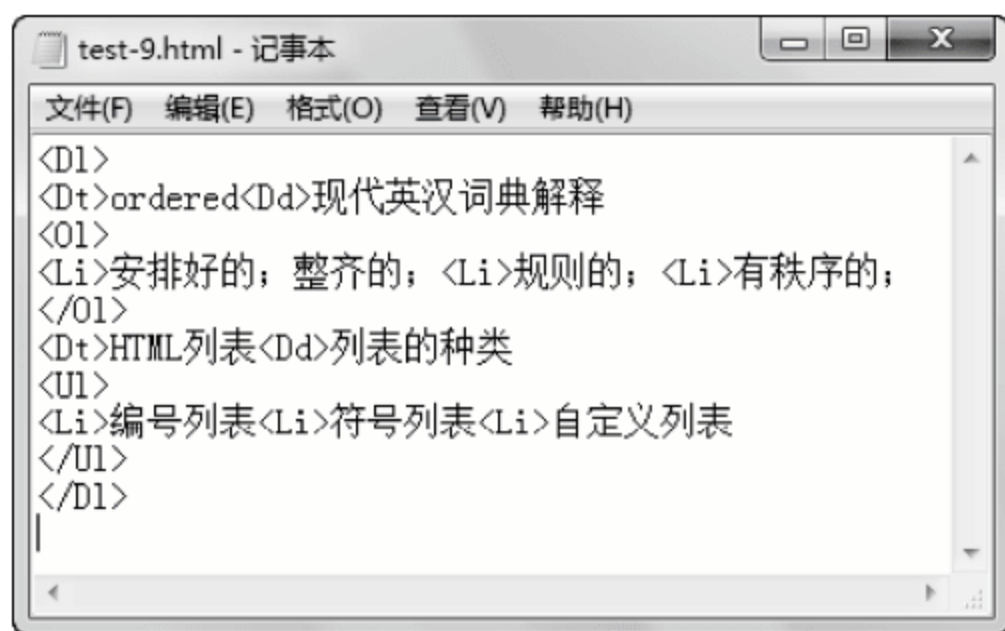 test-9.html - 记事本
文件(F) 编辑(E) 格式(O) 查看(V) 帮助(H)
<Dl>
<Dt>ordered<Dd>现代英汉词典解释
<Ol>
<Li>安排好的；整齐的；<Li>规则的；<Li>有秩序的；
</Ol>
<Dt>HTML列表<Dd>列表的种类
<Ul>
<Li>编号列表<Li>符号列表<Li>自定义列表
</Ul>
</Dl>